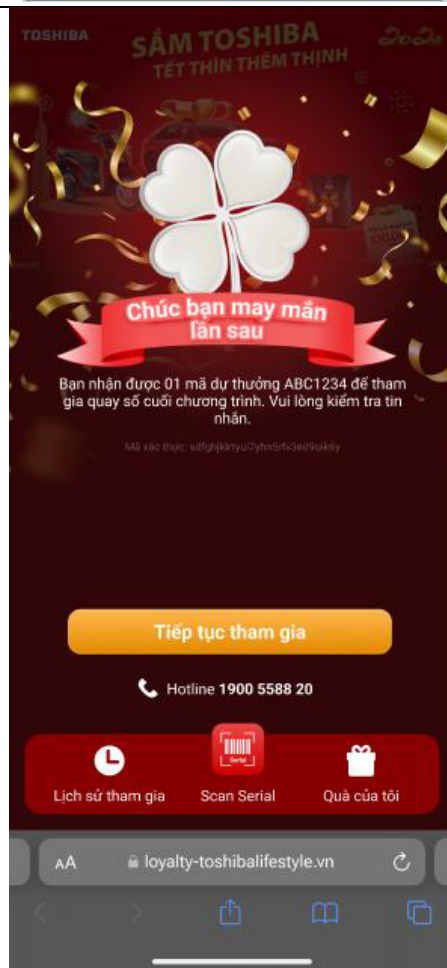 TOSHIBA
SẮM TOSHIBA
TẾT THÌN THÊM THỊNH
Chúc bạn may mắn
lần sau
Bạn nhận được 01 mã dự thưởng ABC1234 để tham
gia quay số cuối chương trình. Vui lòng kiểm tra tin
nhắn.
Mã xác thực:
Tiếp tục tham gia
Hotline 1900 5588 20
Serial
Lịch sử tham gia
Scan Serial
Quà của tôi
AA
loyalty-toshibalifestyle.vn